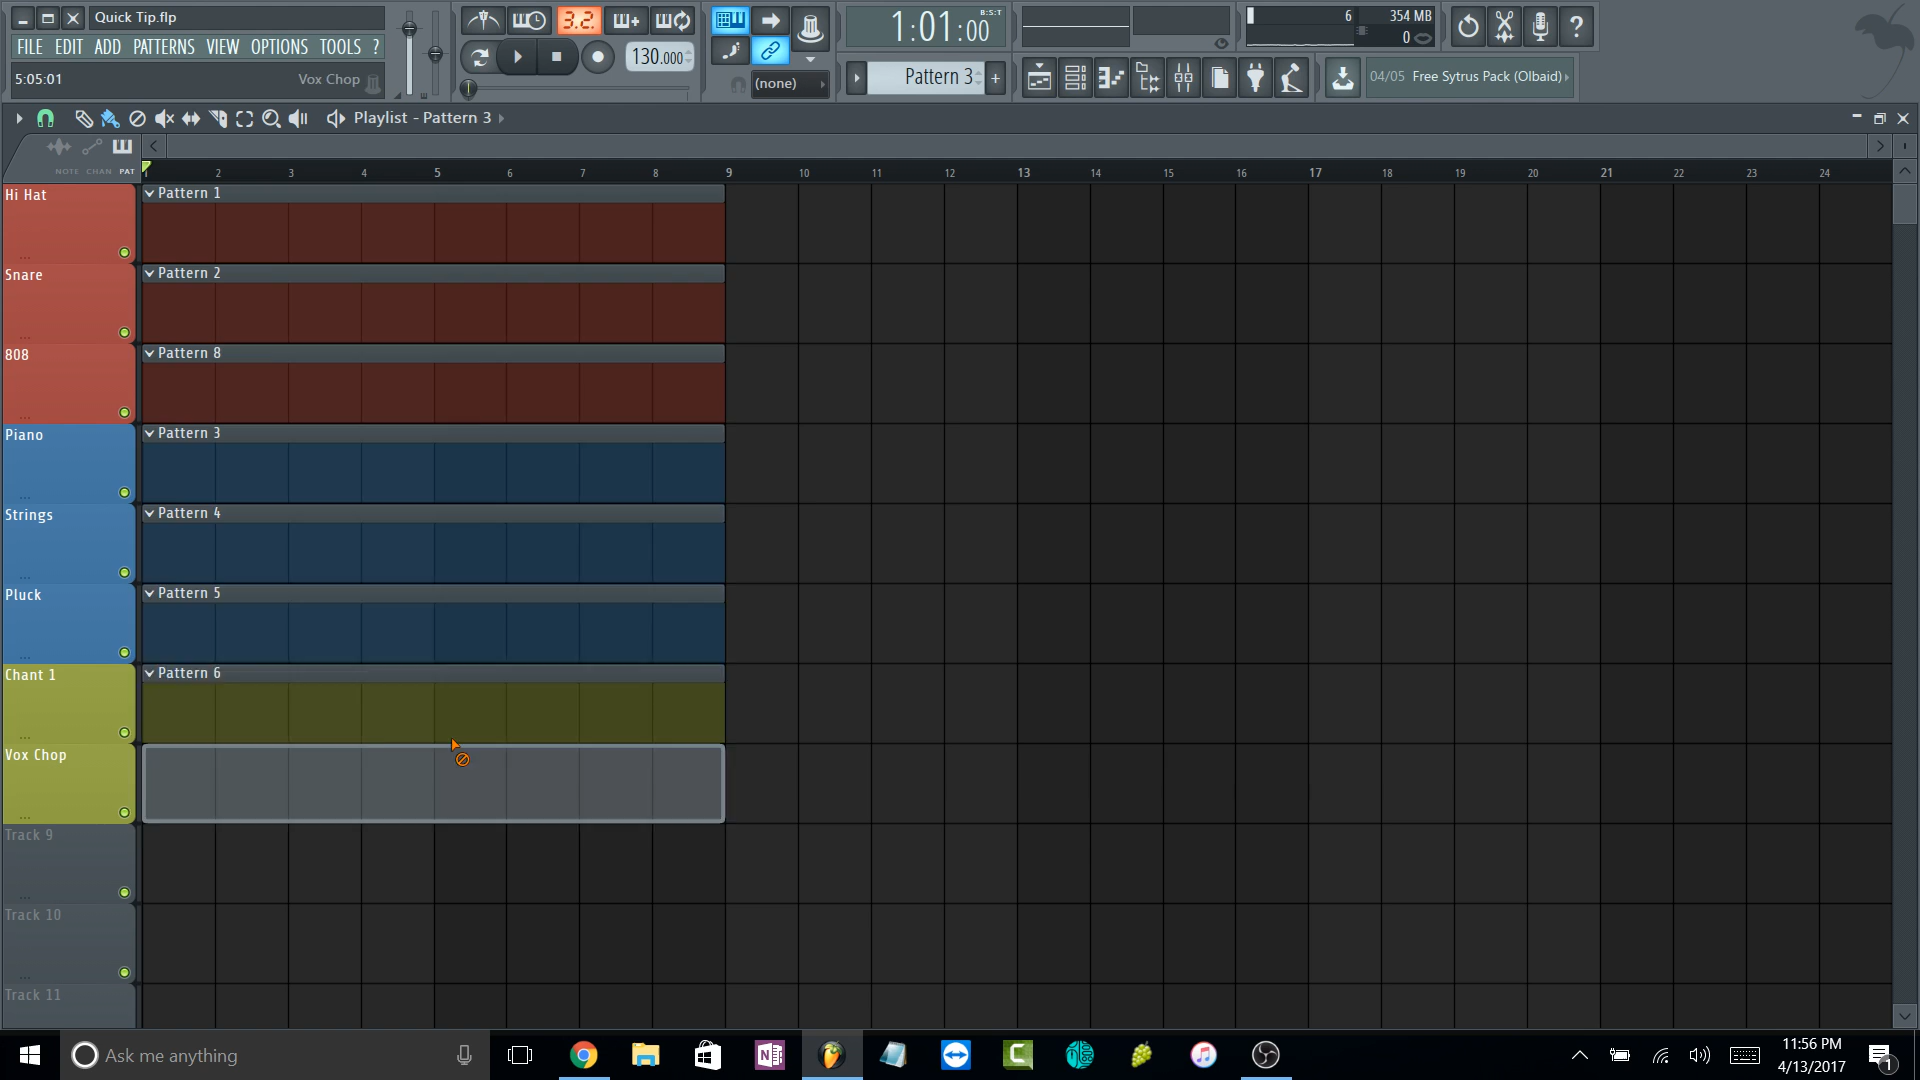 Quick Tip.flp
FILE EDIT ADD PATTERNS VIEW OPTIONS TOOLS ?
5:05:01 Vox Chop
3.2.
130.000
(none)
1:01:00 B:S:T
Pattern 3
6 354 MB
0
04/05 Free Sytrus Pack (Olbaid)
Playlist - Pattern 3
NOTE CHAN PAT
1 2 3 4 5 6 7 8 9 10 11 12 13 14 15 16 17 18 19 20 21 22 23 24
Hi Hat
Pattern 1
Snare
Pattern 2
808
Pattern 8
Piano
Pattern 3
Strings
Pattern 4
Pluck
Pattern 5
Chant 1
Pattern 6
Vox Chop
Track 9
Track 10
Track 11
Ask me anything
11:56 PM
4/13/2017
1